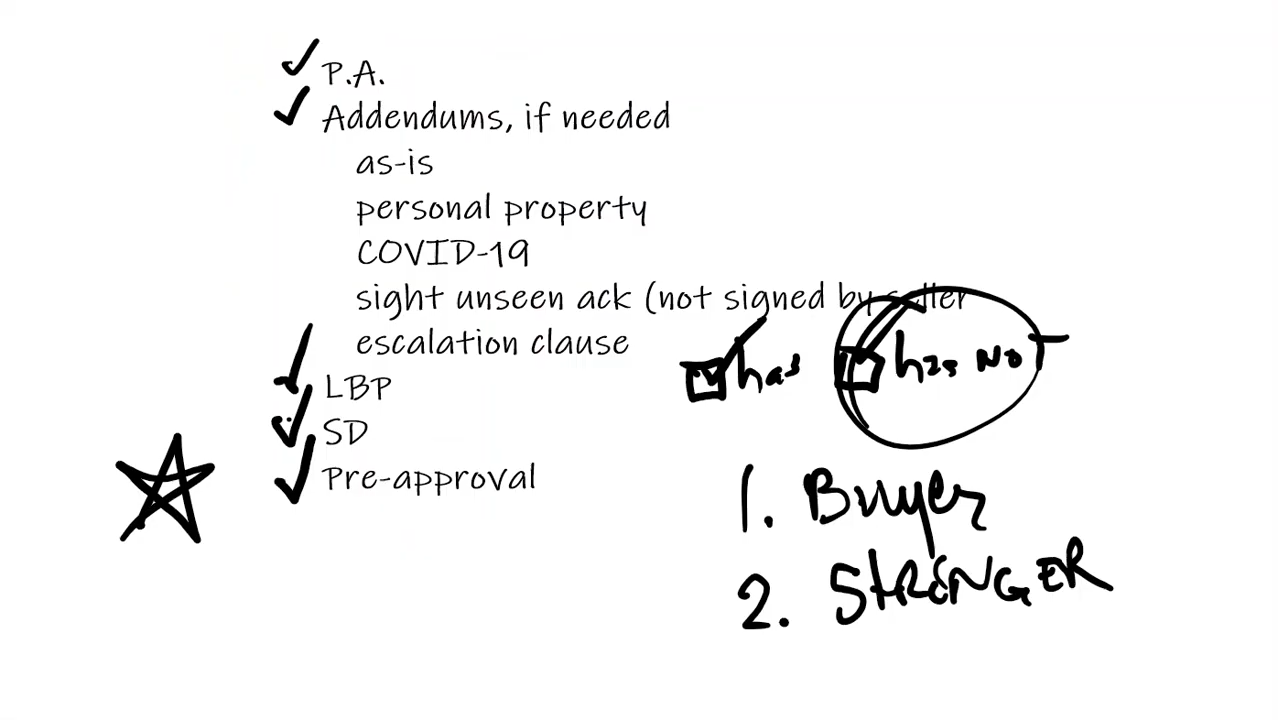 P.A.
Addendums, if needed
as-is
personal property
COVID-19
sight unseen ack (not signed by seller
escalation clause
has has not
LBP
SD
Pre-approval
1. Buyer
2. STRINGER